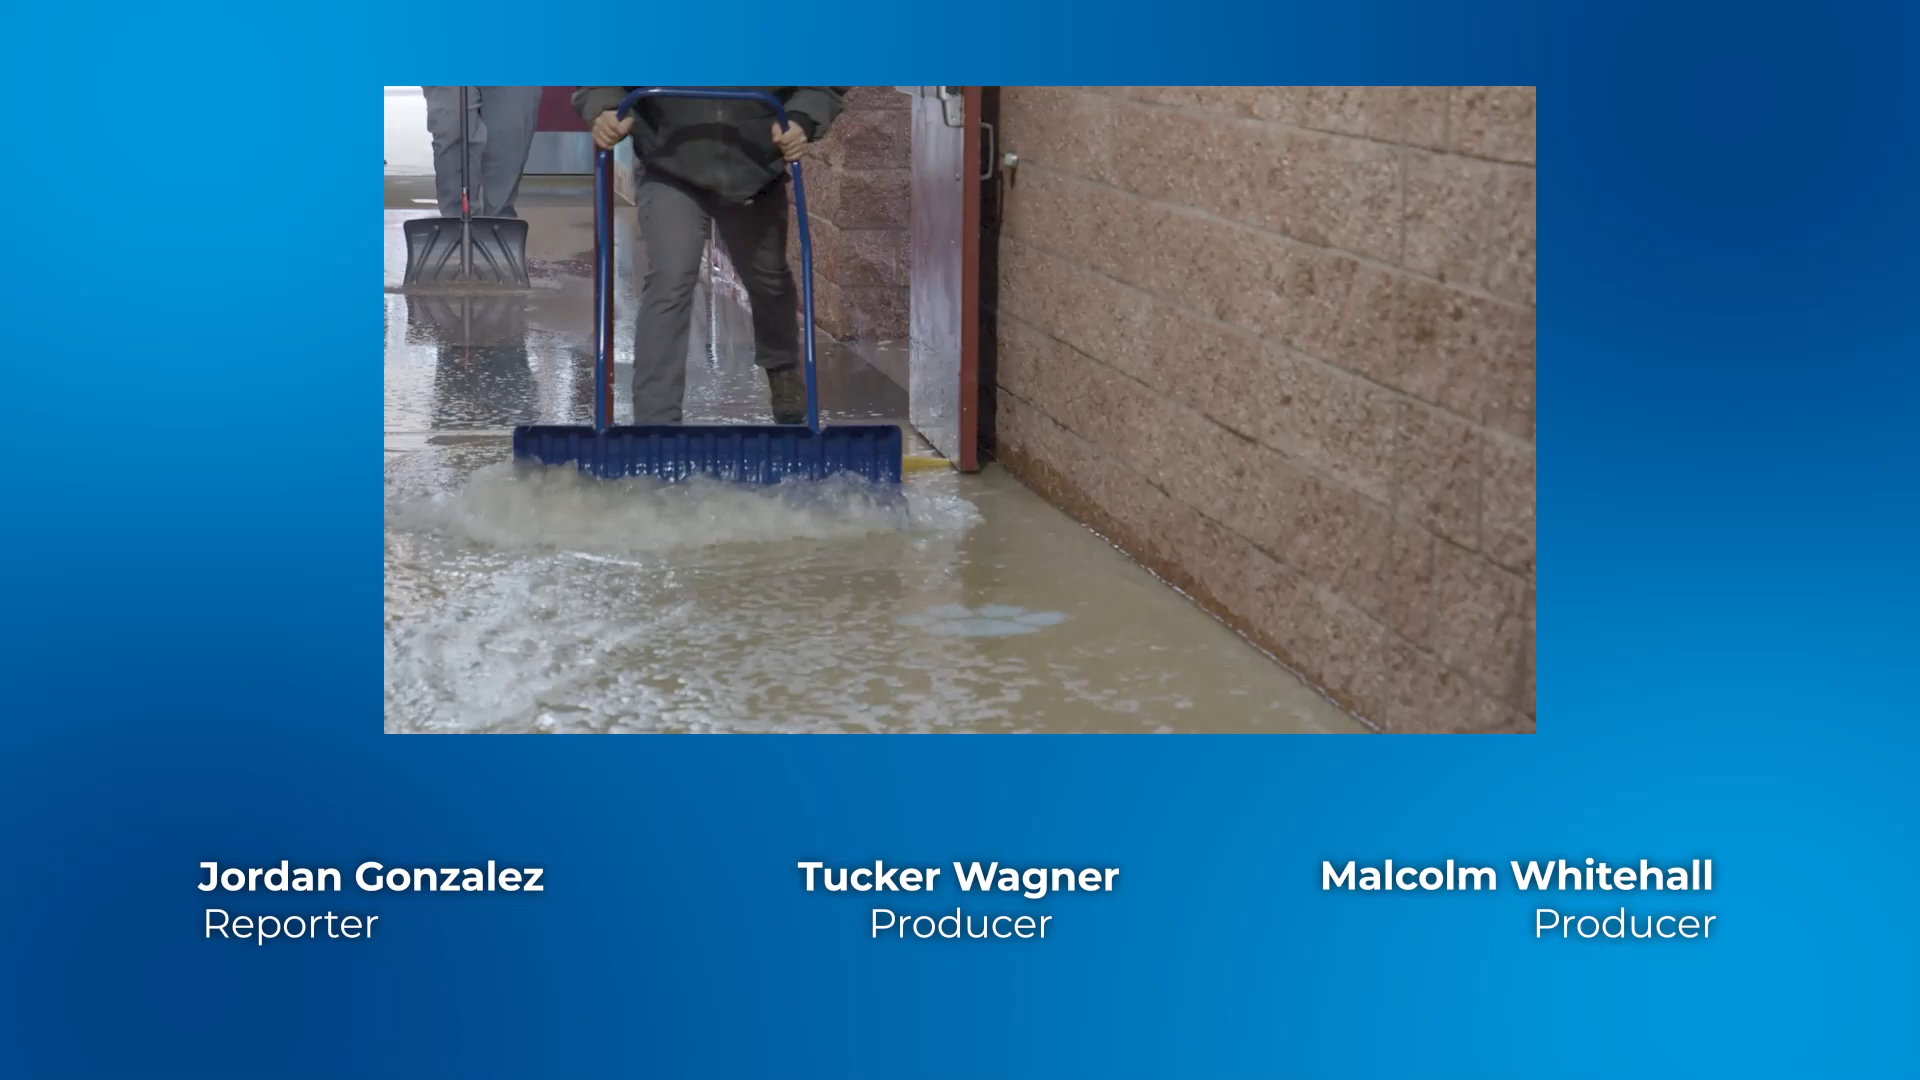 Jordan Gonzalez
Reporter
Tucker Wagner
Producer
Malcolm Whitehall
Producer